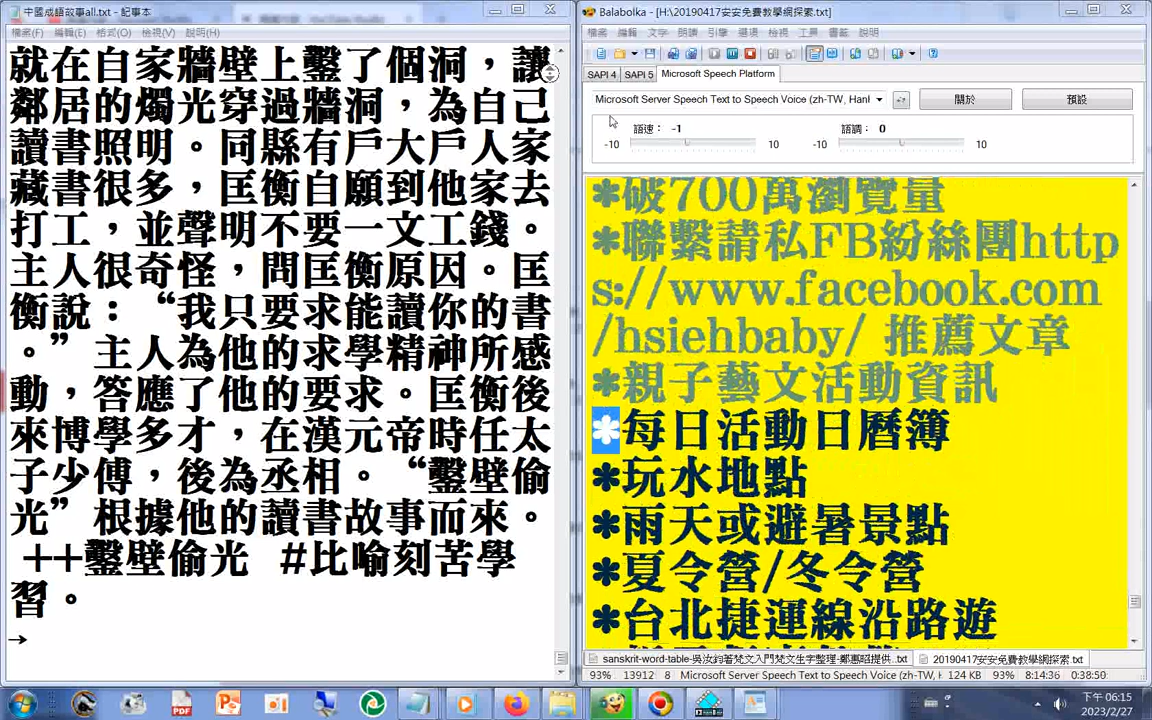 中國成語故事all.txt - 記事本
檔案(F) 編輯(E) 格式(O) 檢視(V) 說明(H)
就在自家牆壁上鑿了個洞，讓
鄰居的燭光穿過牆洞，為自己
讀書照明。同縣有戶大戶人家
藏書很多，匡衡自願到他家去
打工，並聲明不要一文工錢。
主人很奇怪，問匡衡原因。匡
衡說：“我只要求能讀你的書
。”主人為他的求學精神所感
動，答應了他的要求。匡衡後
來博學多才，在漢元帝時任太
子少傅，後為丞相。“鑿壁偷
光”根據他的讀書故事而來。
++鑿壁偷光 #比喻刻苦學
習。
→
Balabolka - [H:\20190417安安免費教學網探索.txt]
檔案 編輯 文字 朗讀 引擎 選項 檢視 工具 書籤 說明
SAPI 4 SAPI 5 Microsoft Speech Platform
Microsoft Server Speech Text to Speech Voice (zh-TW, Hanl
關於 預設
語速： -1 語調： 0
-10 10 -10 10
*破700萬瀏覽量
*聯繫請私FB紛絲團http
s://www.facebook.com
/hsiehbaby/ 推薦文章
*親子藝文活動資訊
*每日活動日曆簿
*玩水地點
*雨天或避暑景點
*夏令營/冬令營
*台北捷運線沿路遊
sanskrit-word-table-吳汝鈞著梵文入門梵文生字整理-鄭惠昭提供..txt 20190417安安免費教學網探索.txt
93% 13912 8 Microsoft Server Speech Text to Speech Voice (zh-TW, H 124 KB 93% 8:14:36 0:38:50
下午 06:15
2023/2/27